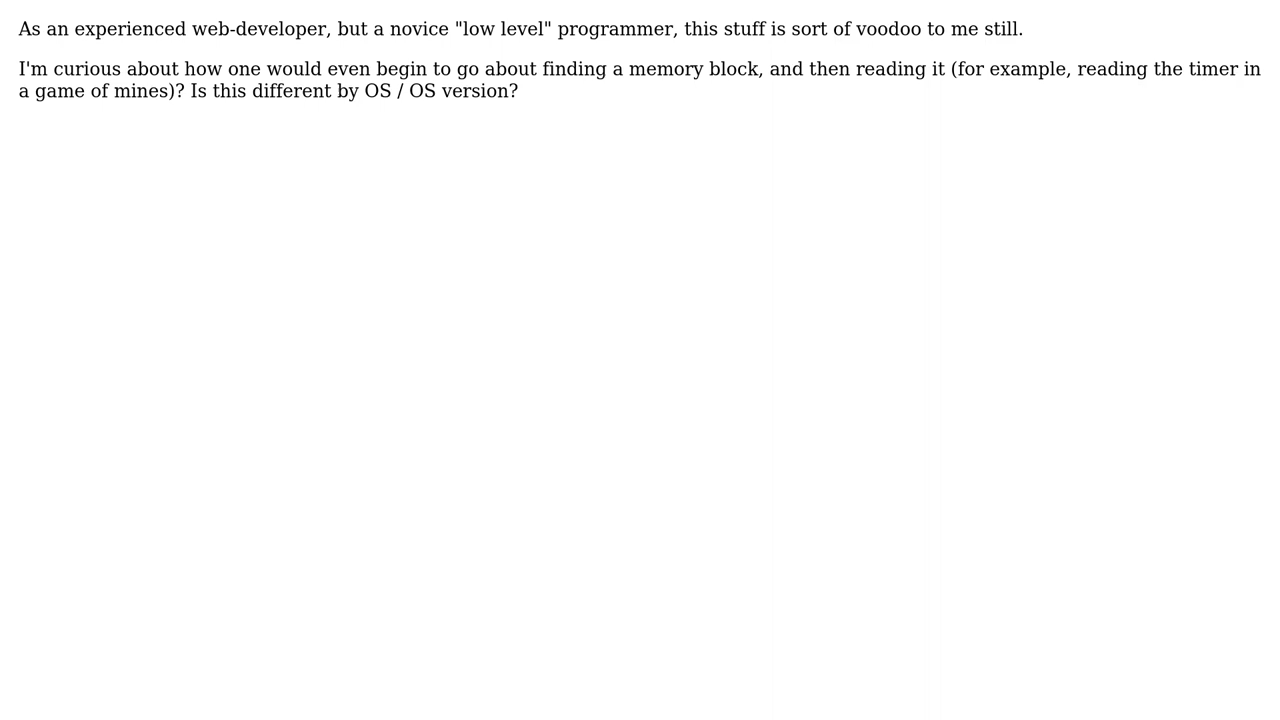 As an experienced web-developer, but a novice "low level" programmer, this stuff is sort of voodoo to me still.
I'm curious about how one would even begin to go about finding a memory block, and then reading it (for example, reading the timer in
a game of mines)? Is this different by OS / OS version?